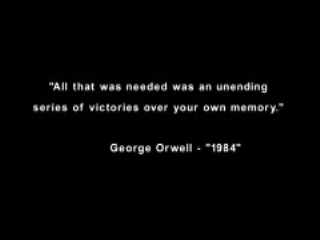 "All that was needed was an unending
series of victories over your own memory."
George Orwell - "1984"